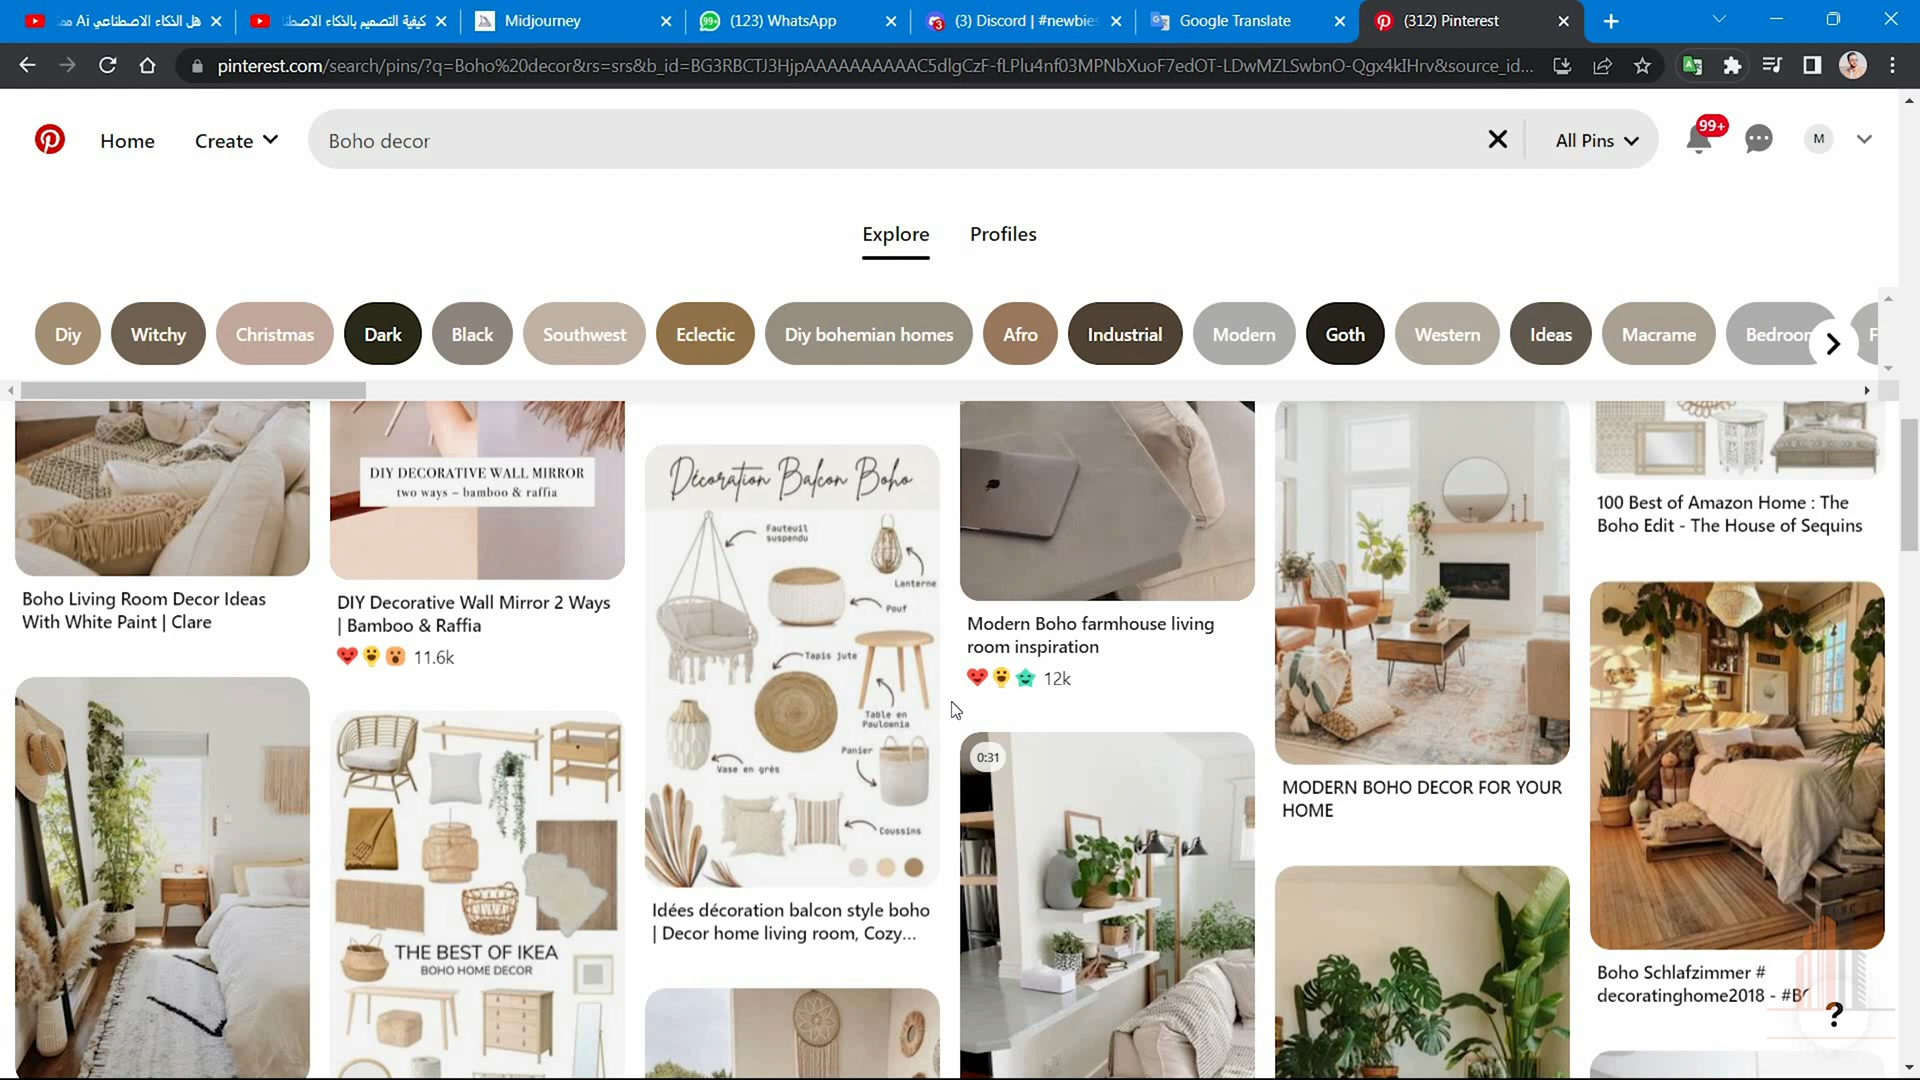 هل الذكاء الاصطناعي Ai
كيفية التصميم بالذكاء الاصط
Midjourney
99+
(123) WhatsApp
3
(3) Discord | #newbies
Google Translate
(312) Pinterest
pinterest.com/search/pins/?q=Boho%20decor&rs=srs&b_id=BG3RBCTJ3HjpAAAAAAAAAAC5dlgCzF-fLPlu4nf03MPNbXuoF7edOT-LDwMZLSwbnO-Qgx4kIHrv&source_id...
Home
Create
Boho decor
All Pins
99+
M
Explore
Profiles
Diy
Witchy
Christmas
Dark
Black
Southwest
Eclectic
Diy bohemian homes
Afro
Industrial
Modern
Goth
Western
Ideas
Macrame
Bedroom
F
DIY DECORATIVE WALL MIRROR
two ways – bamboo & raffia
Boho Living Room Decor Ideas
With White Paint | Clare
DIY Decorative Wall Mirror 2 Ways
| Bamboo & Raffia
11.6k
THE BEST OF IKEA
BOHO HOME DECOR
Décoration Balcon Boho
Fauteuil
suspendu
Lanterne
Pouf
Tapis jute
Table en
Paulownia
Panier
Vase en grès
Coussins
Idées décoration balcon style boho
| Decor home living room, Cozy...
Modern Boho farmhouse living
room inspiration
12k
0:31
MODERN BOHO DECOR FOR YOUR
HOME
100 Best of Amazon Home : The
Boho Edit - The House of Sequins
Boho Schlafzimmer #
decoratinghome2018 - #B
?